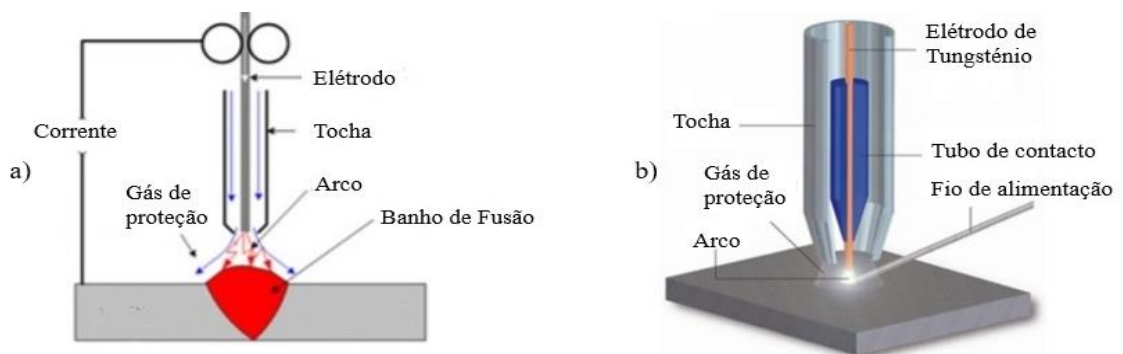 a)
Corrente
Elétrodo
Tocha
Arco
Gás de
proteção
Banho de Fusão
b)
Elétrodo de
Tungsténio
Tocha
Tubo de contacto
Gás de
proteção
Fio de alimentação
Arco